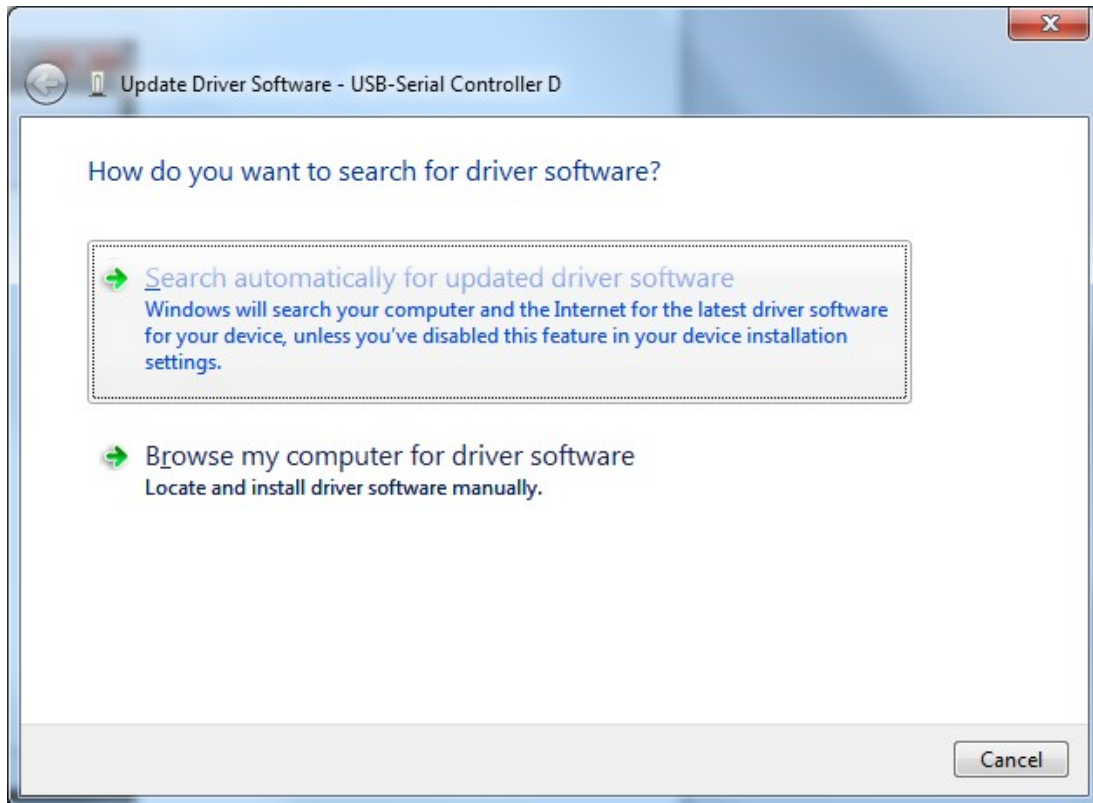 Update Driver Software - USB-Serial Controller D
How do you want to search for driver software?
Search automatically for updated driver software
Windows will search your computer and the Internet for the latest driver software
for your device, unless you've disabled this feature in your device installation
settings.
Browse my computer for driver software
Locate and install driver software manually.
Cancel